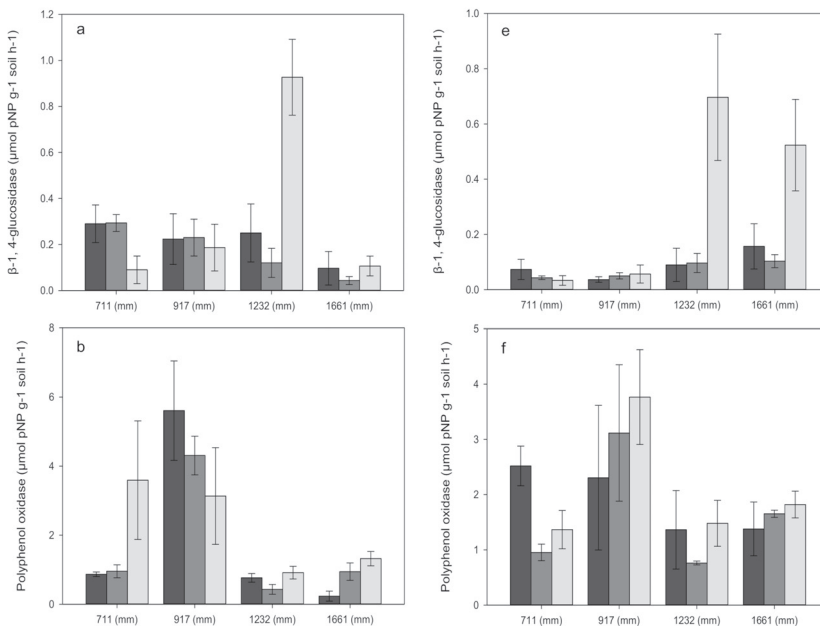 a
β-1, 4-glucosidase (μmol pNP g-1 soil h-1)
1.2
1.0
0.8
0.6
0.4
0.2
0.0
711 (mm) 917 (mm) 1232 (mm) 1661 (mm)
e
β-1, 4-glucosidase (μmol pNP g-1 soil h-1)
1.0
0.8
0.6
0.4
0.2
0.0
711 (mm) 917 (mm) 1232 (mm) 1661 (mm)
b
Polyphenol oxidase (μmol pNP g-1 soil h-1)
8
6
4
2
0
711 (mm) 917 (mm) 1232 (mm) 1661 (mm)
f
Polyphenol oxidase (μmol pNP g-1 soil h-1)
5
4
3
2
1
0
711 (mm) 917 (mm) 1232 (mm) 1661 (mm)